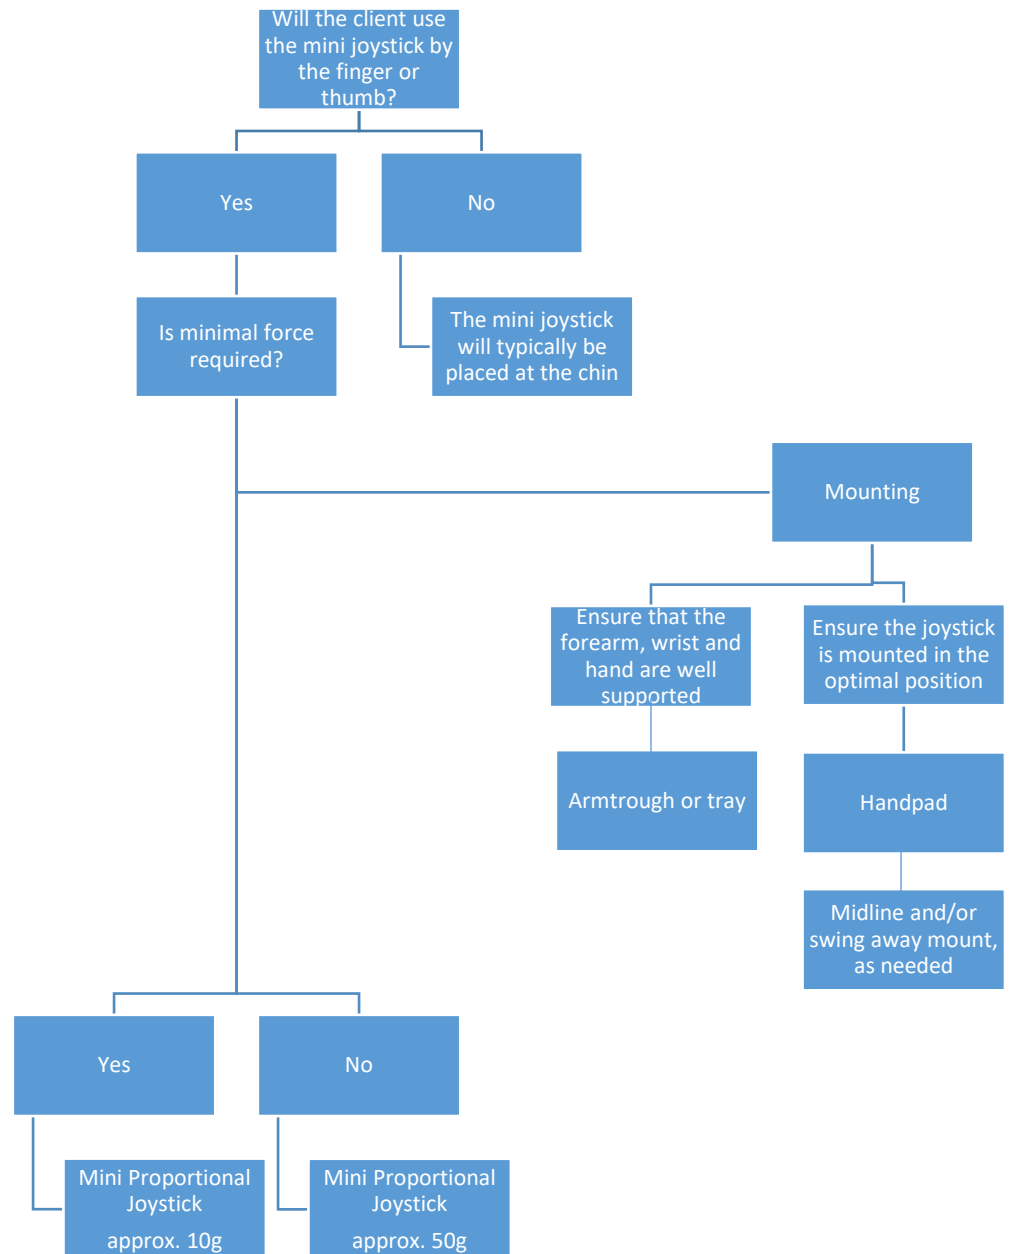 Will the client use
the mini joystick by
the finger or
thumb?
Yes
No
Is minimal force
required?
The mini joystick
will typically be
placed at the chin
Mounting
Ensure that the
forearm, wrist and
hand are well
supported
Ensure the joystick
is mounted in the
optimal position
Armtrough or tray
Handpad
Midline and/or
swing away mount,
as needed
Yes
No
Mini Proportional
Joystick
approx. 10g
Mini Proportional
Joystick
approx. 50g